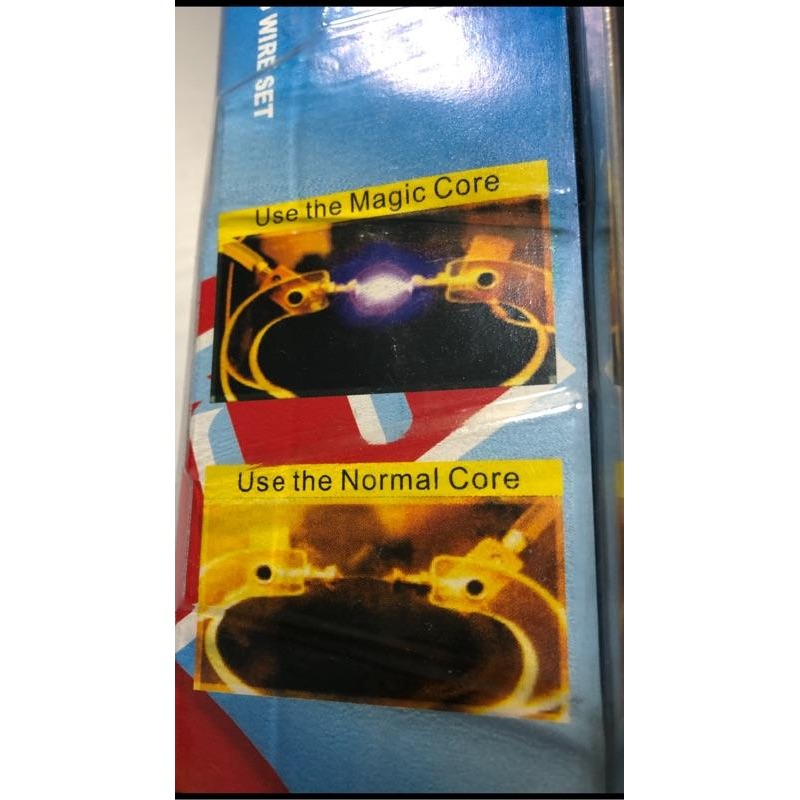 WIRE SET
Use the Magic Core
Use the Normal Core